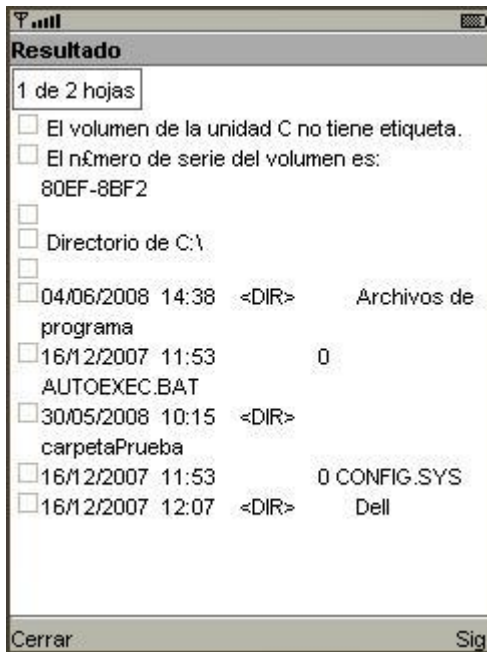 Resultado
1 de 2 hojas
El volumen de la unidad C no tiene etiqueta.
El n£mero de serie del volumen es:
80EF-8BF2
Directorio de C:\
04/06/2008 14:38 <DIR> Archivos de
programa
16/12/2007 11:53 0
AUTOEXEC.BAT
30/05/2008 10:15 <DIR>
carpetaPrueba
16/12/2007 11:53 0 CONFIG.SYS
16/12/2007 12:07 <DIR> Dell
Cerrar Sig